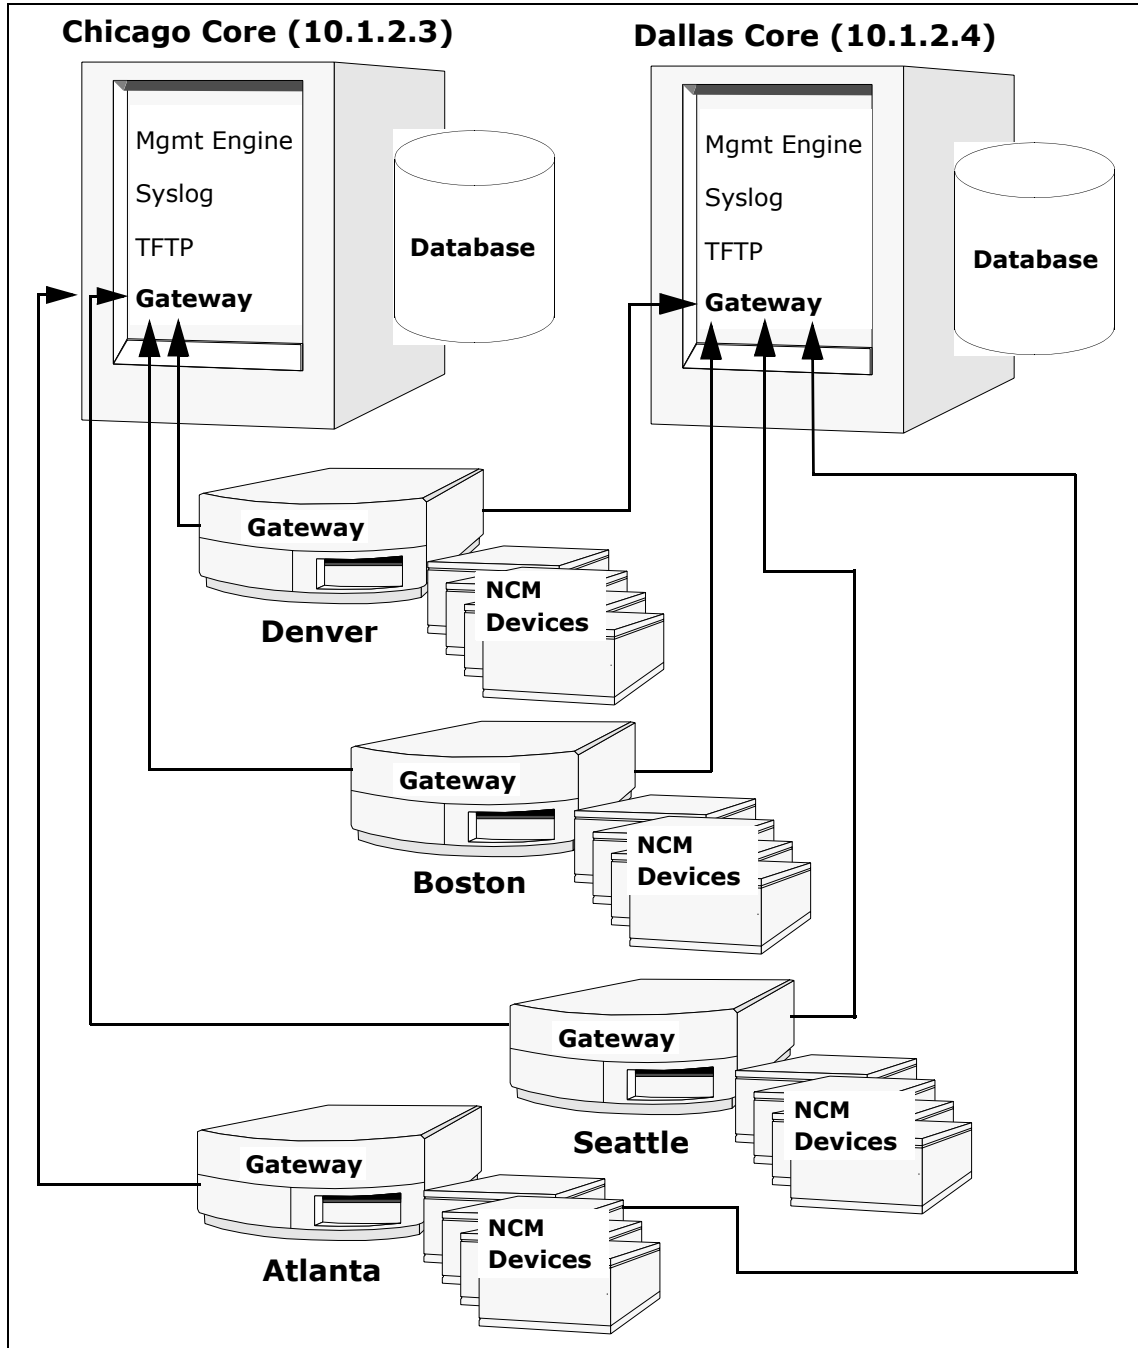 Chicago Core (10.1.2.3)
Dallas Core (10.1.2.4)
Mgmt Engine
Syslog
TFTP
Gateway
Database
Mgmt Engine
Syslog
TFTP
Gateway
Database
Gateway
Denver
NCM
Devices
Gateway
Boston
NCM
Devices
Gateway
Seattle
NCM
Devices
Gateway
Atlanta
NCM
Devices